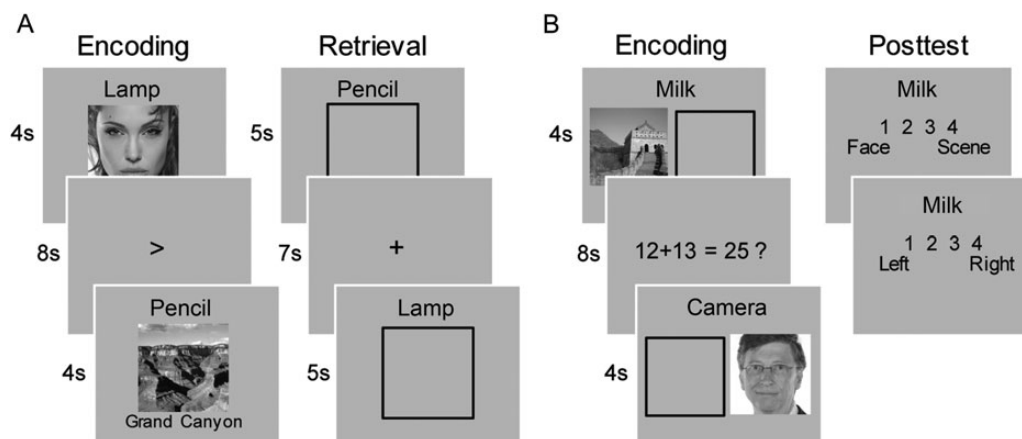 A
Encoding
Retrieval
Lamp
4s
Pencil
5s
8s
>
7s
+
Pencil
4s
Grand Canyon
Lamp
5s
B
Encoding
Posttest
Milk
4s
Milk
1 2 3 4
Face Scene
8s
12+13 = 25 ?
Milk
1 2 3 4
Left Right
Camera
4s